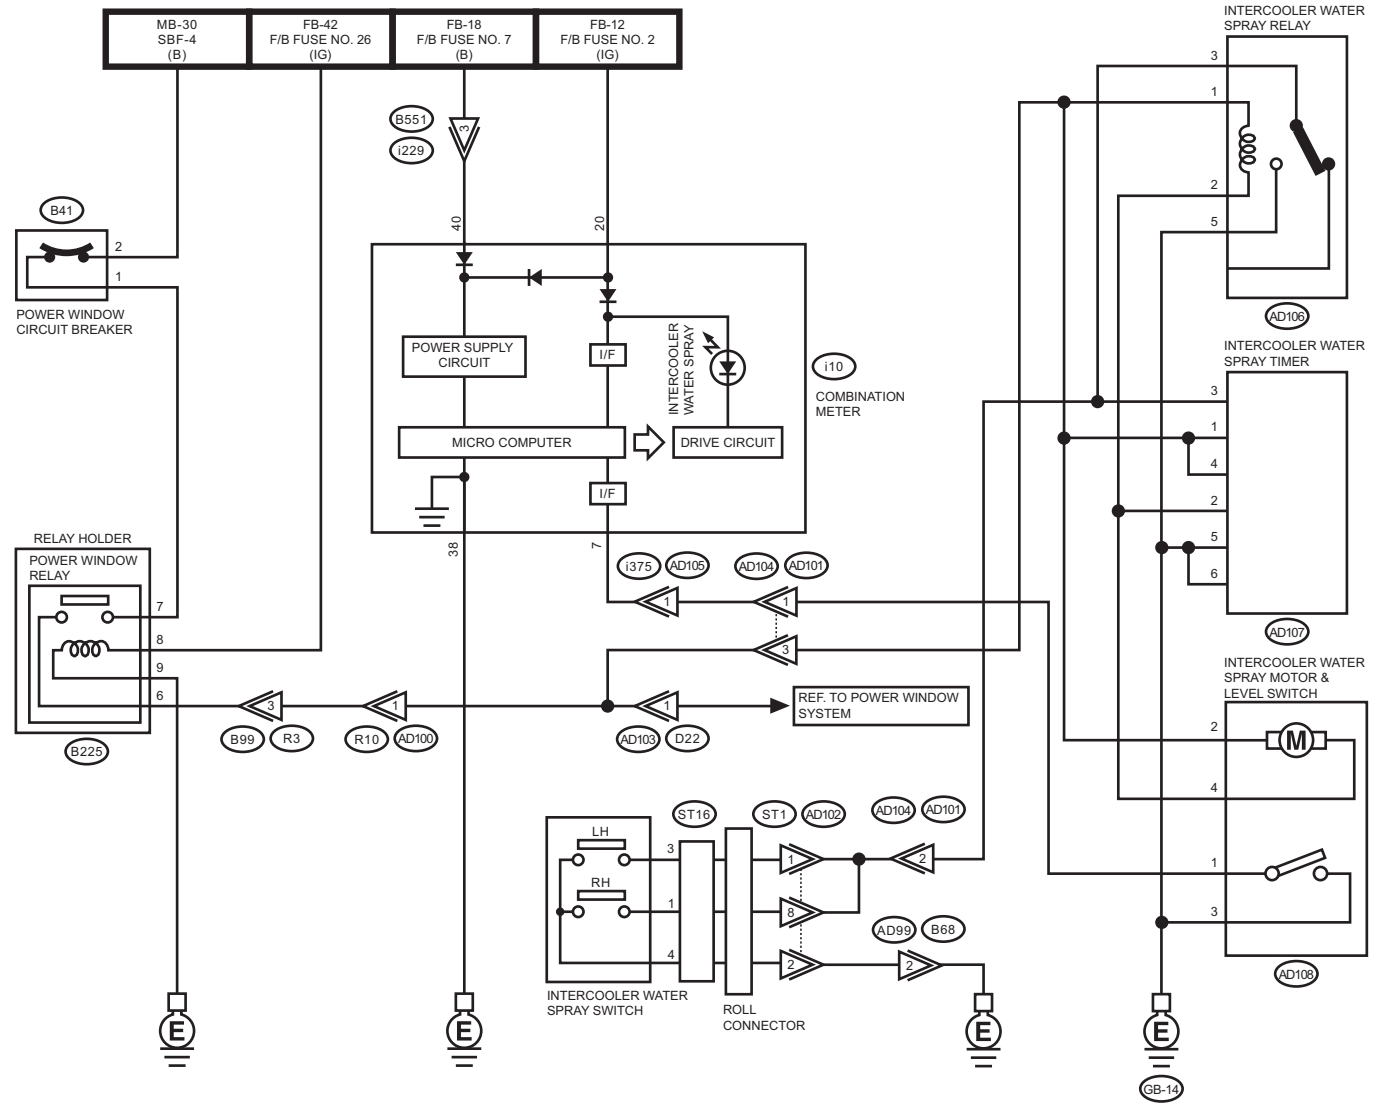 MB-30
SBF-4
(B)
FB-42
F/B FUSE NO. 26
(IG)
FB-18
F/B FUSE NO. 7
(B)
FB-12
F/B FUSE NO. 2
(IG)
INTERCOOLER WATER
SPRAY RELAY
3
1
2
5
AD106
B551
i229
3
40
20
B41
2
1
POWER WINDOW
CIRCUIT BREAKER
POWER SUPPLY
CIRCUIT
I/F
INTERCOOLER
WATER SPRAY
MICRO COMPUTER
DRIVE CIRCUIT
I/F
i10
COMBINATION
METER
38
7
INTERCOOLER WATER
SPRAY TIMER
3
1
4
2
5
6
AD107
RELAY HOLDER
POWER WINDOW
RELAY
7
8
9
6
B225
i375
AD105
AD104
AD101
1
1
3
3
1
1
B99
R3
R10
AD100
AD103
D22
REF. TO POWER WINDOW
SYSTEM
INTERCOOLER WATER
SPRAY MOTOR &
LEVEL SWITCH
2
M
4
1
3
AD108
ST16
ST1
AD102
AD104
AD101
LH
3
1
2
RH
1
8
4
2
AD99
B68
2
INTERCOOLER WATER
SPRAY SWITCH
ROLL
CONNECTOR
E
E
E
E
GB-14